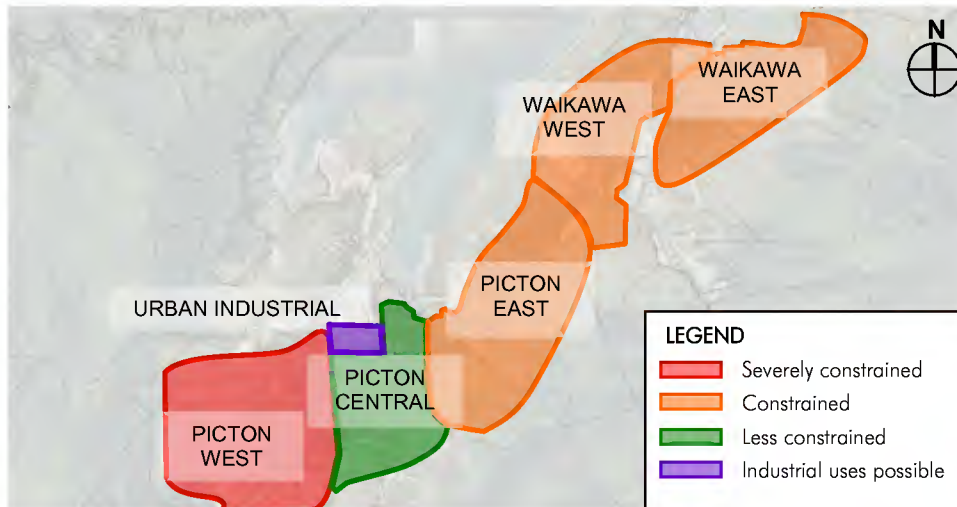 N
WAIKAWA
EAST
WAIKAWA
WEST
PICTON
EAST
URBAN INDUSTRIAL
PICTON
CENTRAL
PICTON
WEST
LEGEND
Severely constrained
Constrained
Less constrained
Industrial uses possible